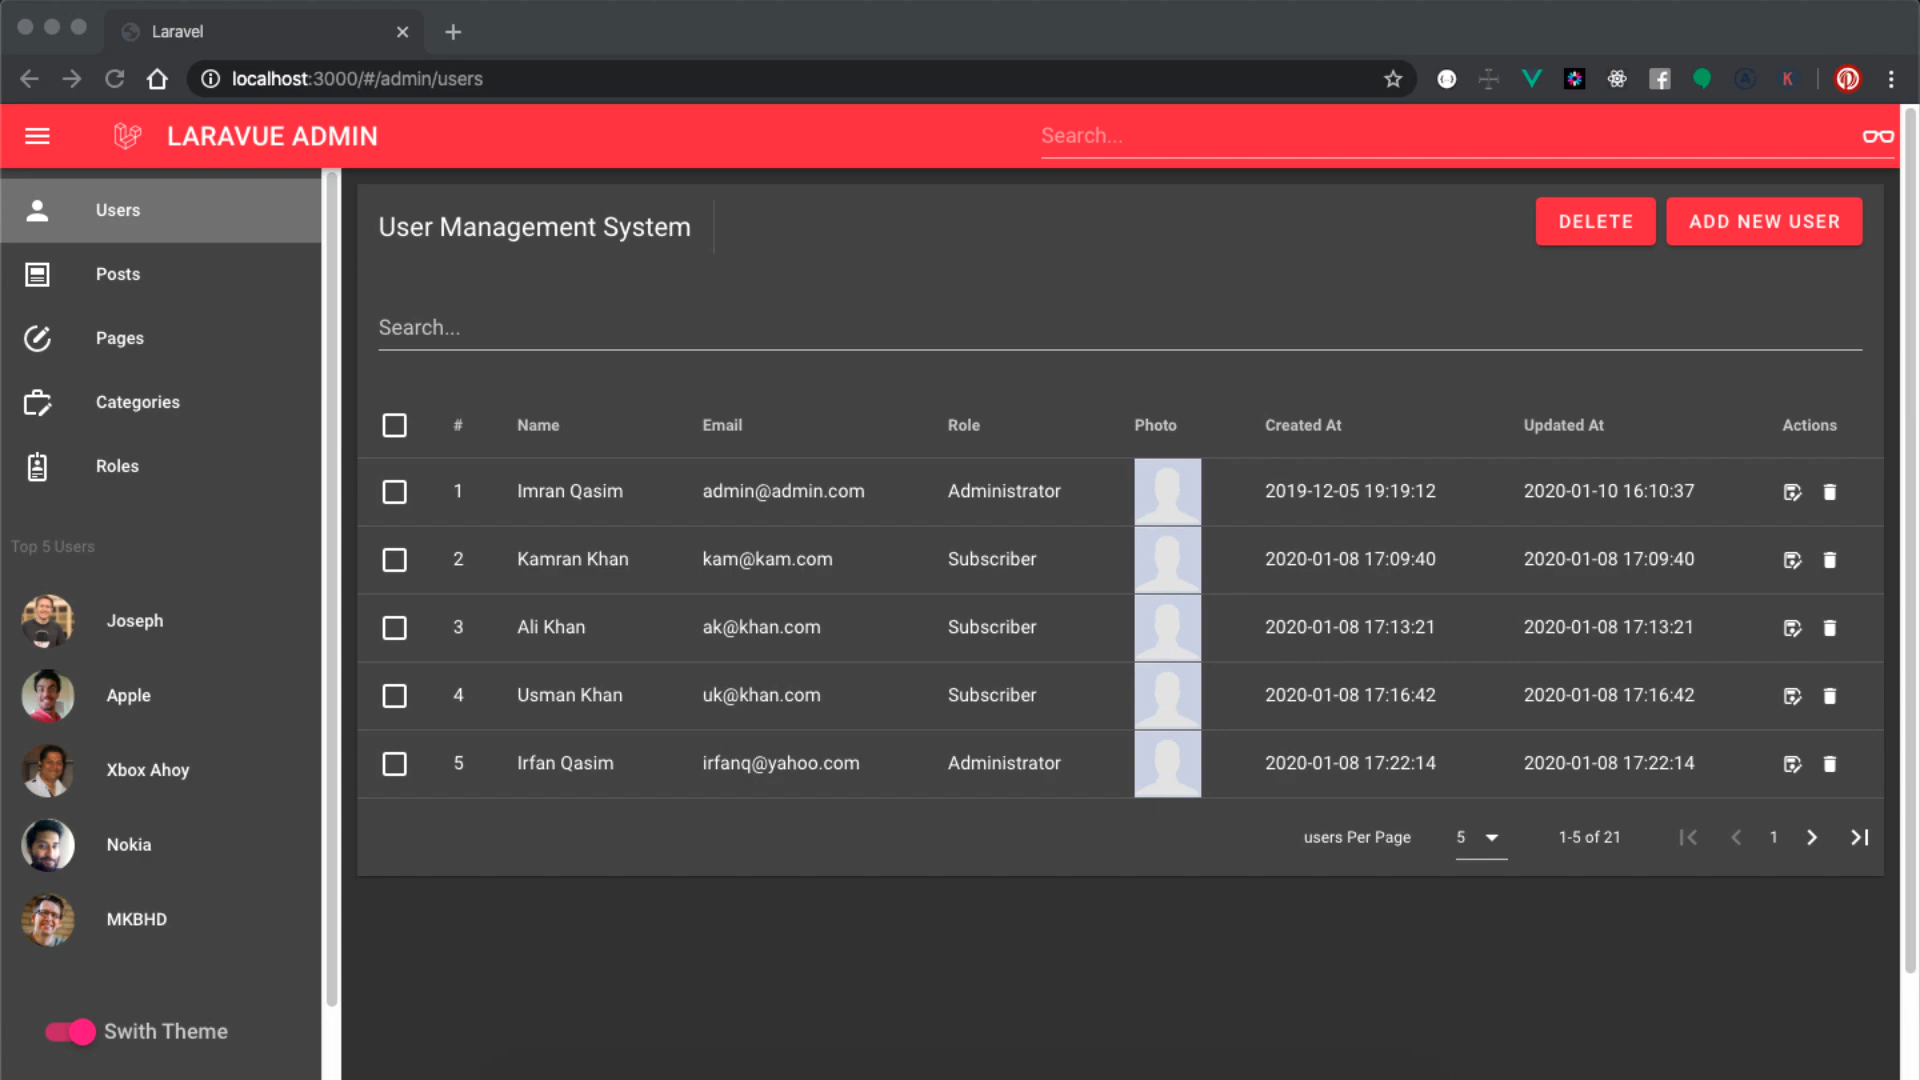 Laravel
localhost:3000/#/admin/users
LARAVUE ADMIN
Search...
Users
Posts
Pages
Categories
Roles
Top 5 Users
Joseph
Apple
Xbox Ahoy
Nokia
MKBHD
Swith Theme
User Management System
DELETE
ADD NEW USER
Search...
# Name Email Role Photo Created At Updated At Actions
1 Imran Qasim admin@admin.com Administrator 2019-12-05 19:19:12 2020-01-10 16:10:37
2 Kamran Khan kam@kam.com Subscriber 2020-01-08 17:09:40 2020-01-08 17:09:40
3 Ali Khan ak@khan.com Subscriber 2020-01-08 17:13:21 2020-01-08 17:13:21
4 Usman Khan uk@khan.com Subscriber 2020-01-08 17:16:42 2020-01-08 17:16:42
5 Irfan Qasim irfanq@yahoo.com Administrator 2020-01-08 17:22:14 2020-01-08 17:22:14
users Per Page 5 1-5 of 21 1